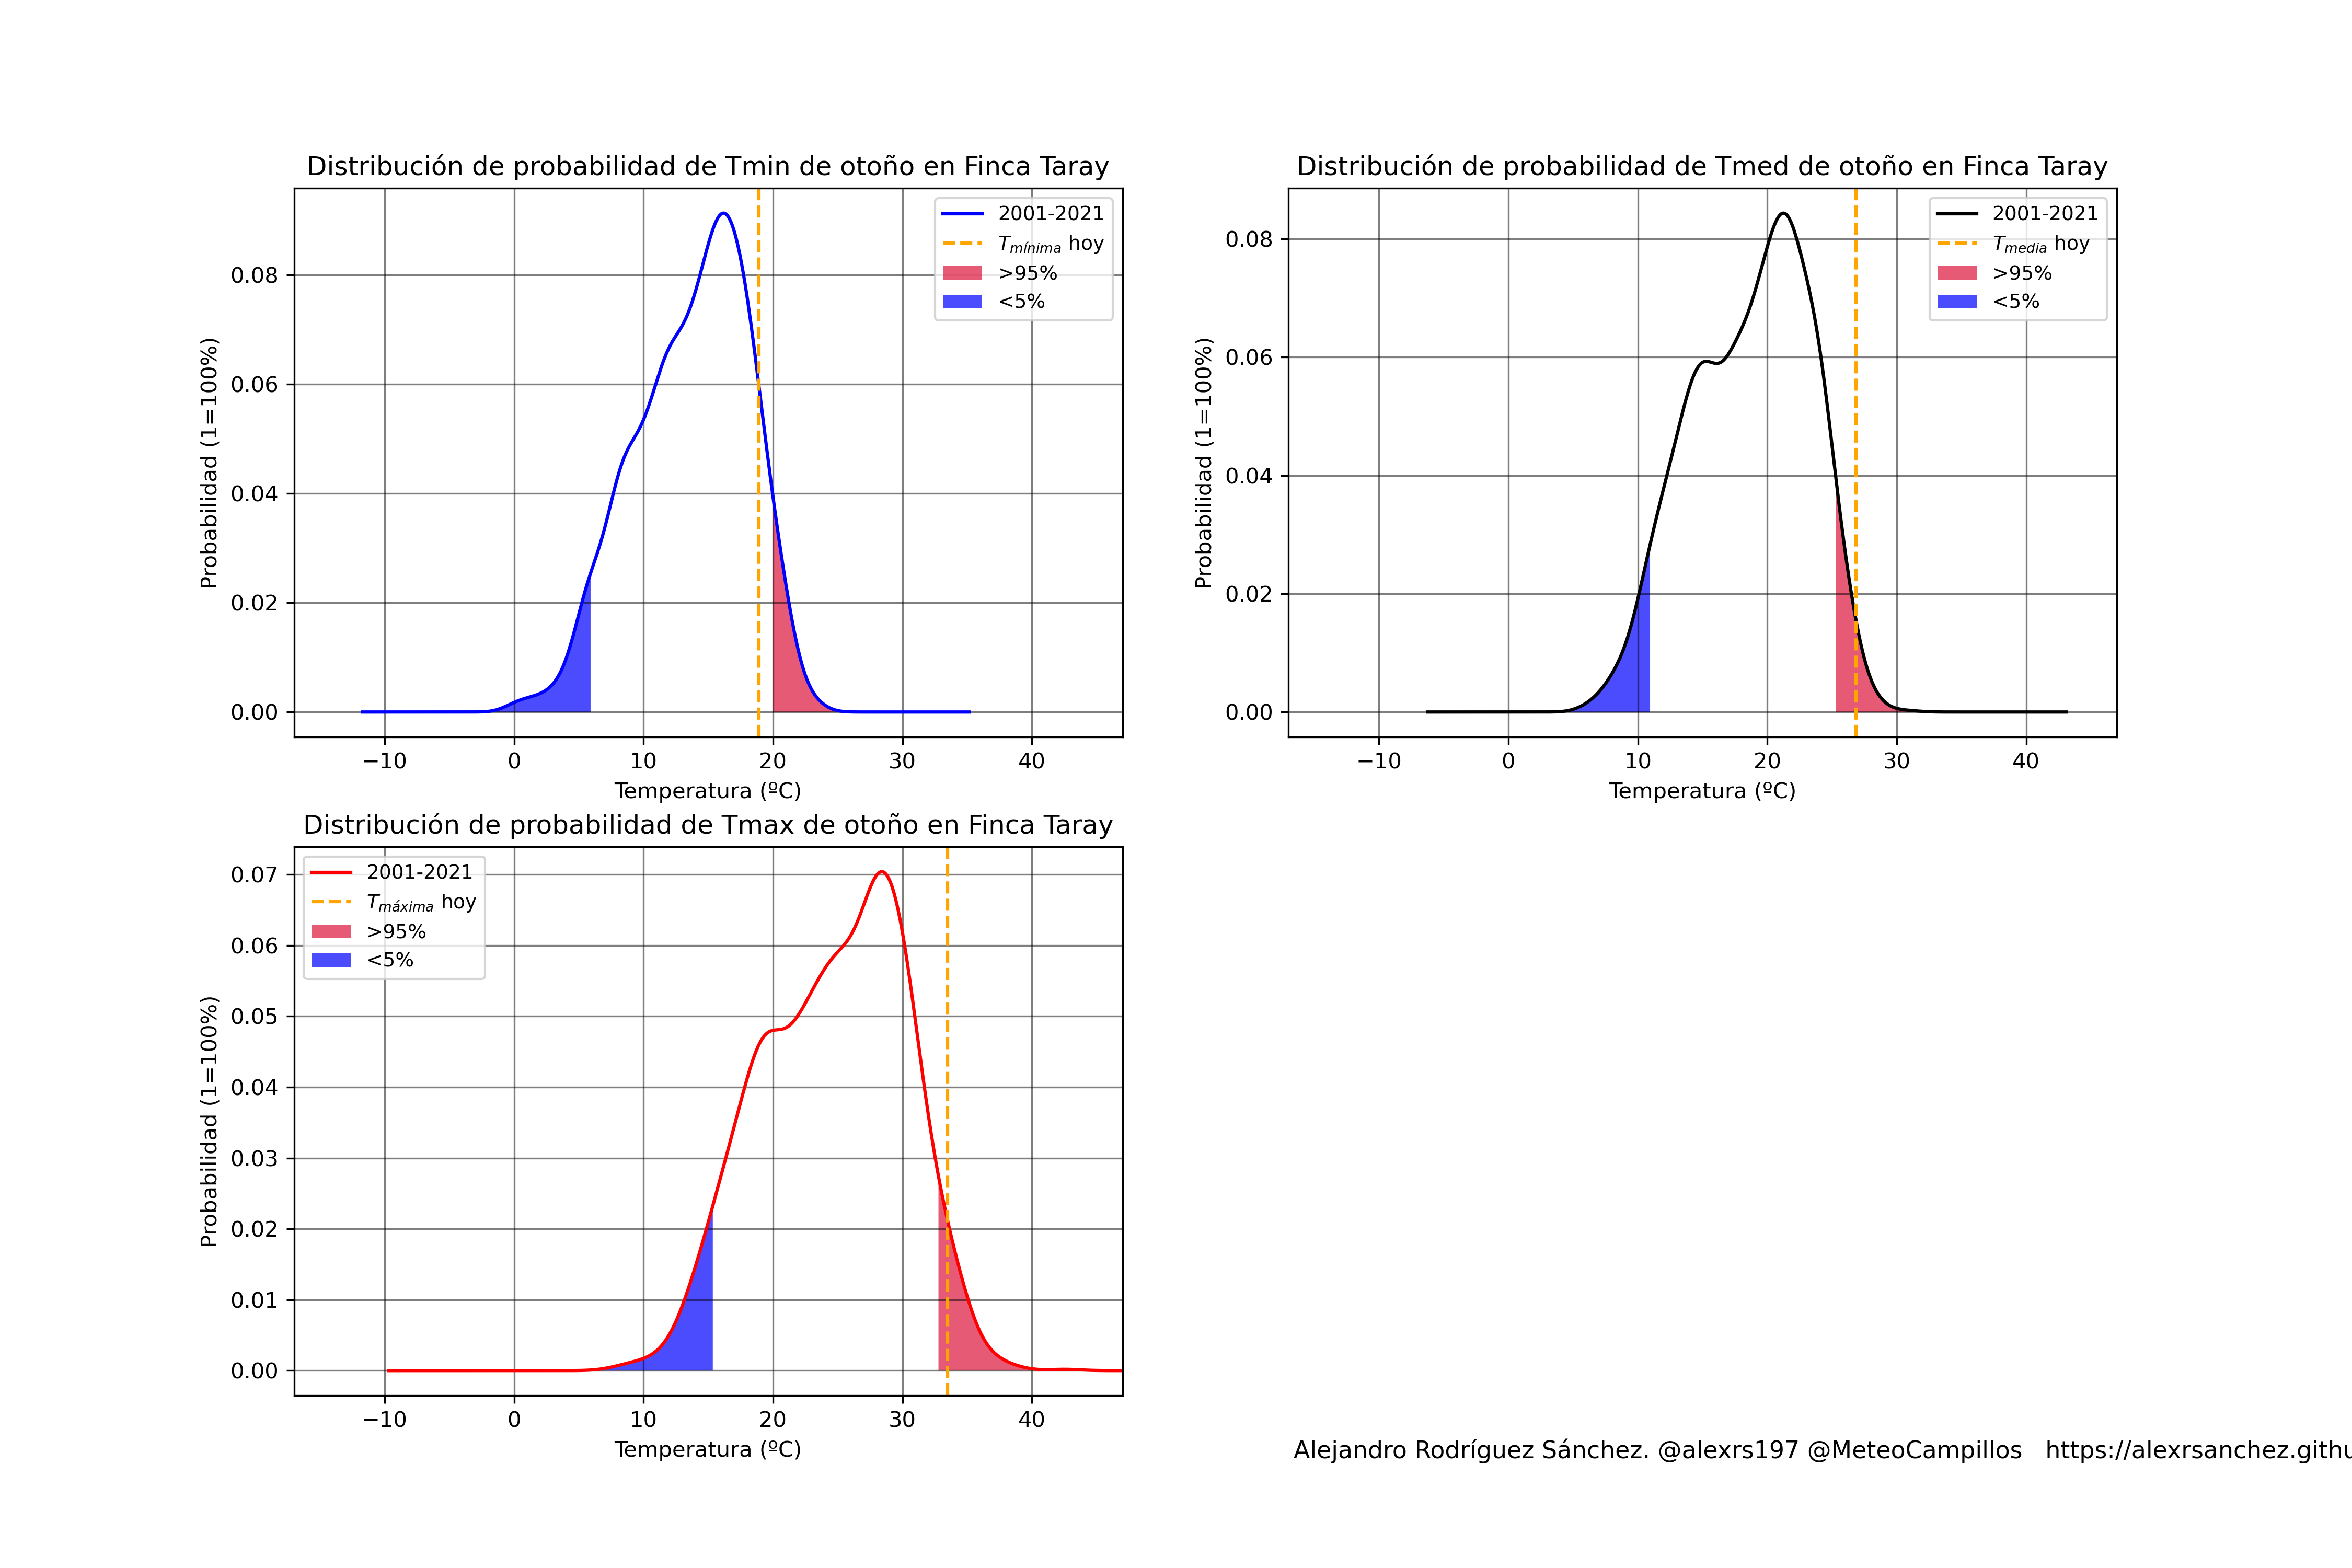 Distribución de probabilidad de Tmin de otoño en Finca Taray
Probabilidad (1=100%)
0.08
0.06
0.04
0.02
0.00
2001-2021
Tmínima hoy
>95%
<5%
−10 0 10 20 30 40
Temperatura (ºC)
Distribución de probabilidad de Tmed de otoño en Finca Taray
Probabilidad (1=100%)
0.08
0.06
0.04
0.02
0.00
2001-2021
Tmedia hoy
>95%
<5%
−10 0 10 20 30 40
Temperatura (ºC)
Distribución de probabilidad de Tmax de otoño en Finca Taray
Probabilidad (1=100%)
0.07
0.06
0.05
0.04
0.03
0.02
0.01
0.00
2001-2021
Tmáxima hoy
>95%
<5%
−10 0 10 20 30 40
Temperatura (ºC)
Alejandro Rodríguez Sánchez. @alexrs197 @MeteoCampillos https://alexrsanchez.githu